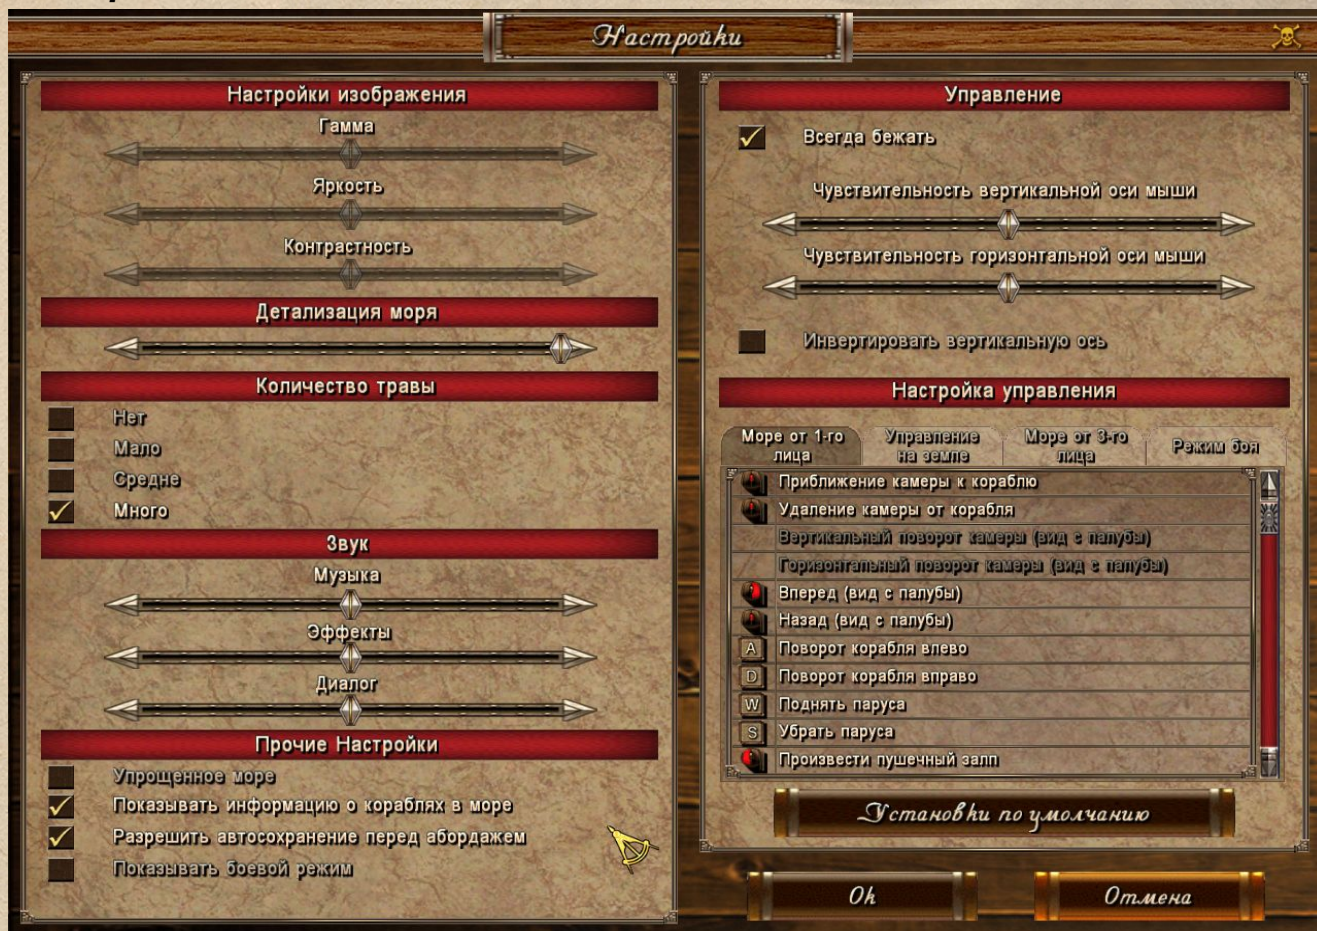 Настройки
Настройки изображения
Гамма
Яркость
Контрастность
Детализация моря
Количество травы
Нет
Мало
Средне
Много
Звук
Музыка
Эффекты
Диалог
Прочие Настройки
Упрощенное море
Показывать информацию о кораблях в море
Разрешить автосохранение перед абордажем
Показывать боевой режим
Управление
Всегда бежать
Чувствительность вертикальной оси мыши
Чувствительность горизонтальной оси мыши
Инвертировать вертикальную ось
Настройка управления
Море от 1-го
лица
Управление
на земле
Море от 3-го
лица
Режим боя
Приближение камеры к кораблю
Удаление камеры от корабля
Вертикальный поворот камеры (вид с палубы)
Горизонтальный поворот камеры (вид с палубы)
Вперед (вид с палубы)
Назад (вид с палубы)
A Поворот корабля влево
D Поворот корабля вправо
W Поднять паруса
S Убрать паруса
Произвести пушечный залп
Установки по умолчанию
Ok
Отмена